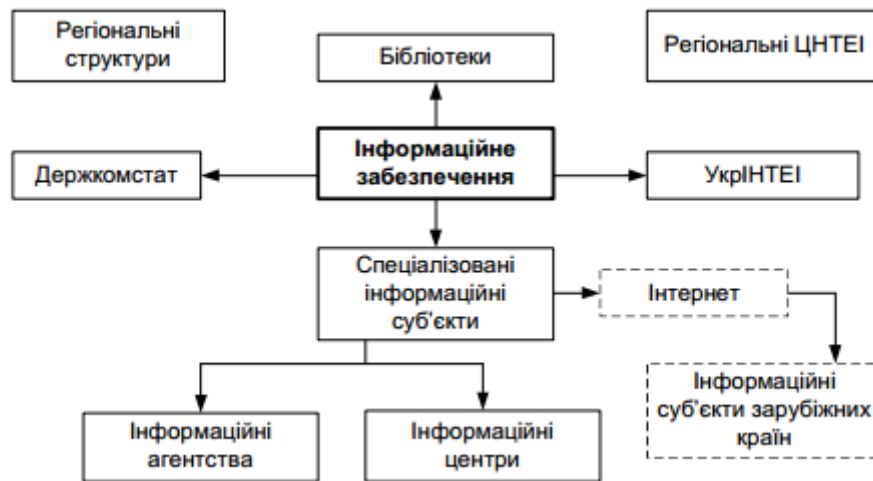 Регіональні
структури
Бібліотеки
Регіональні ЦНТЕІ
Держкомстат
Інформаційне
забезпечення
УкрІНТЕІ
Спеціалізовані
інформаційні
суб'єкти
Інтернет
Інформаційні
агентства
Інформаційні
центри
Інформаційні
суб'єкти зарубіжних
країн